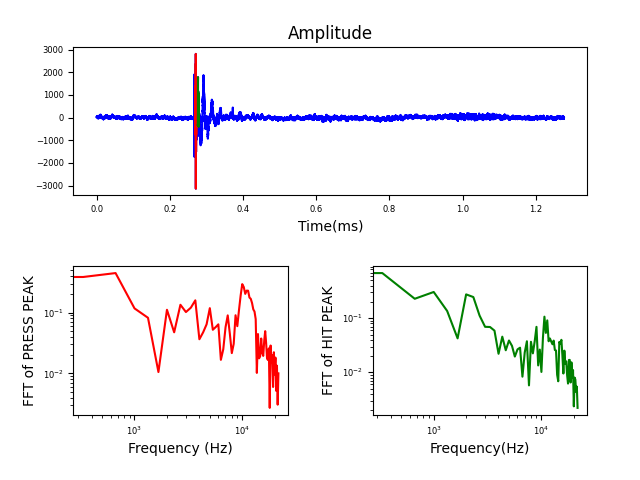 Amplitude
3000
2000
1000
0
−1000
−2000
−3000
0.0 0.2 0.4 0.6 0.8 1.0 1.2
Time(ms)
FFT of PRESS PEAK
10⁻¹
10⁻²
10³ 10⁴
Frequency (Hz)
FFT of HIT PEAK
10⁻¹
10⁻²
10³ 10⁴
Frequency(Hz)